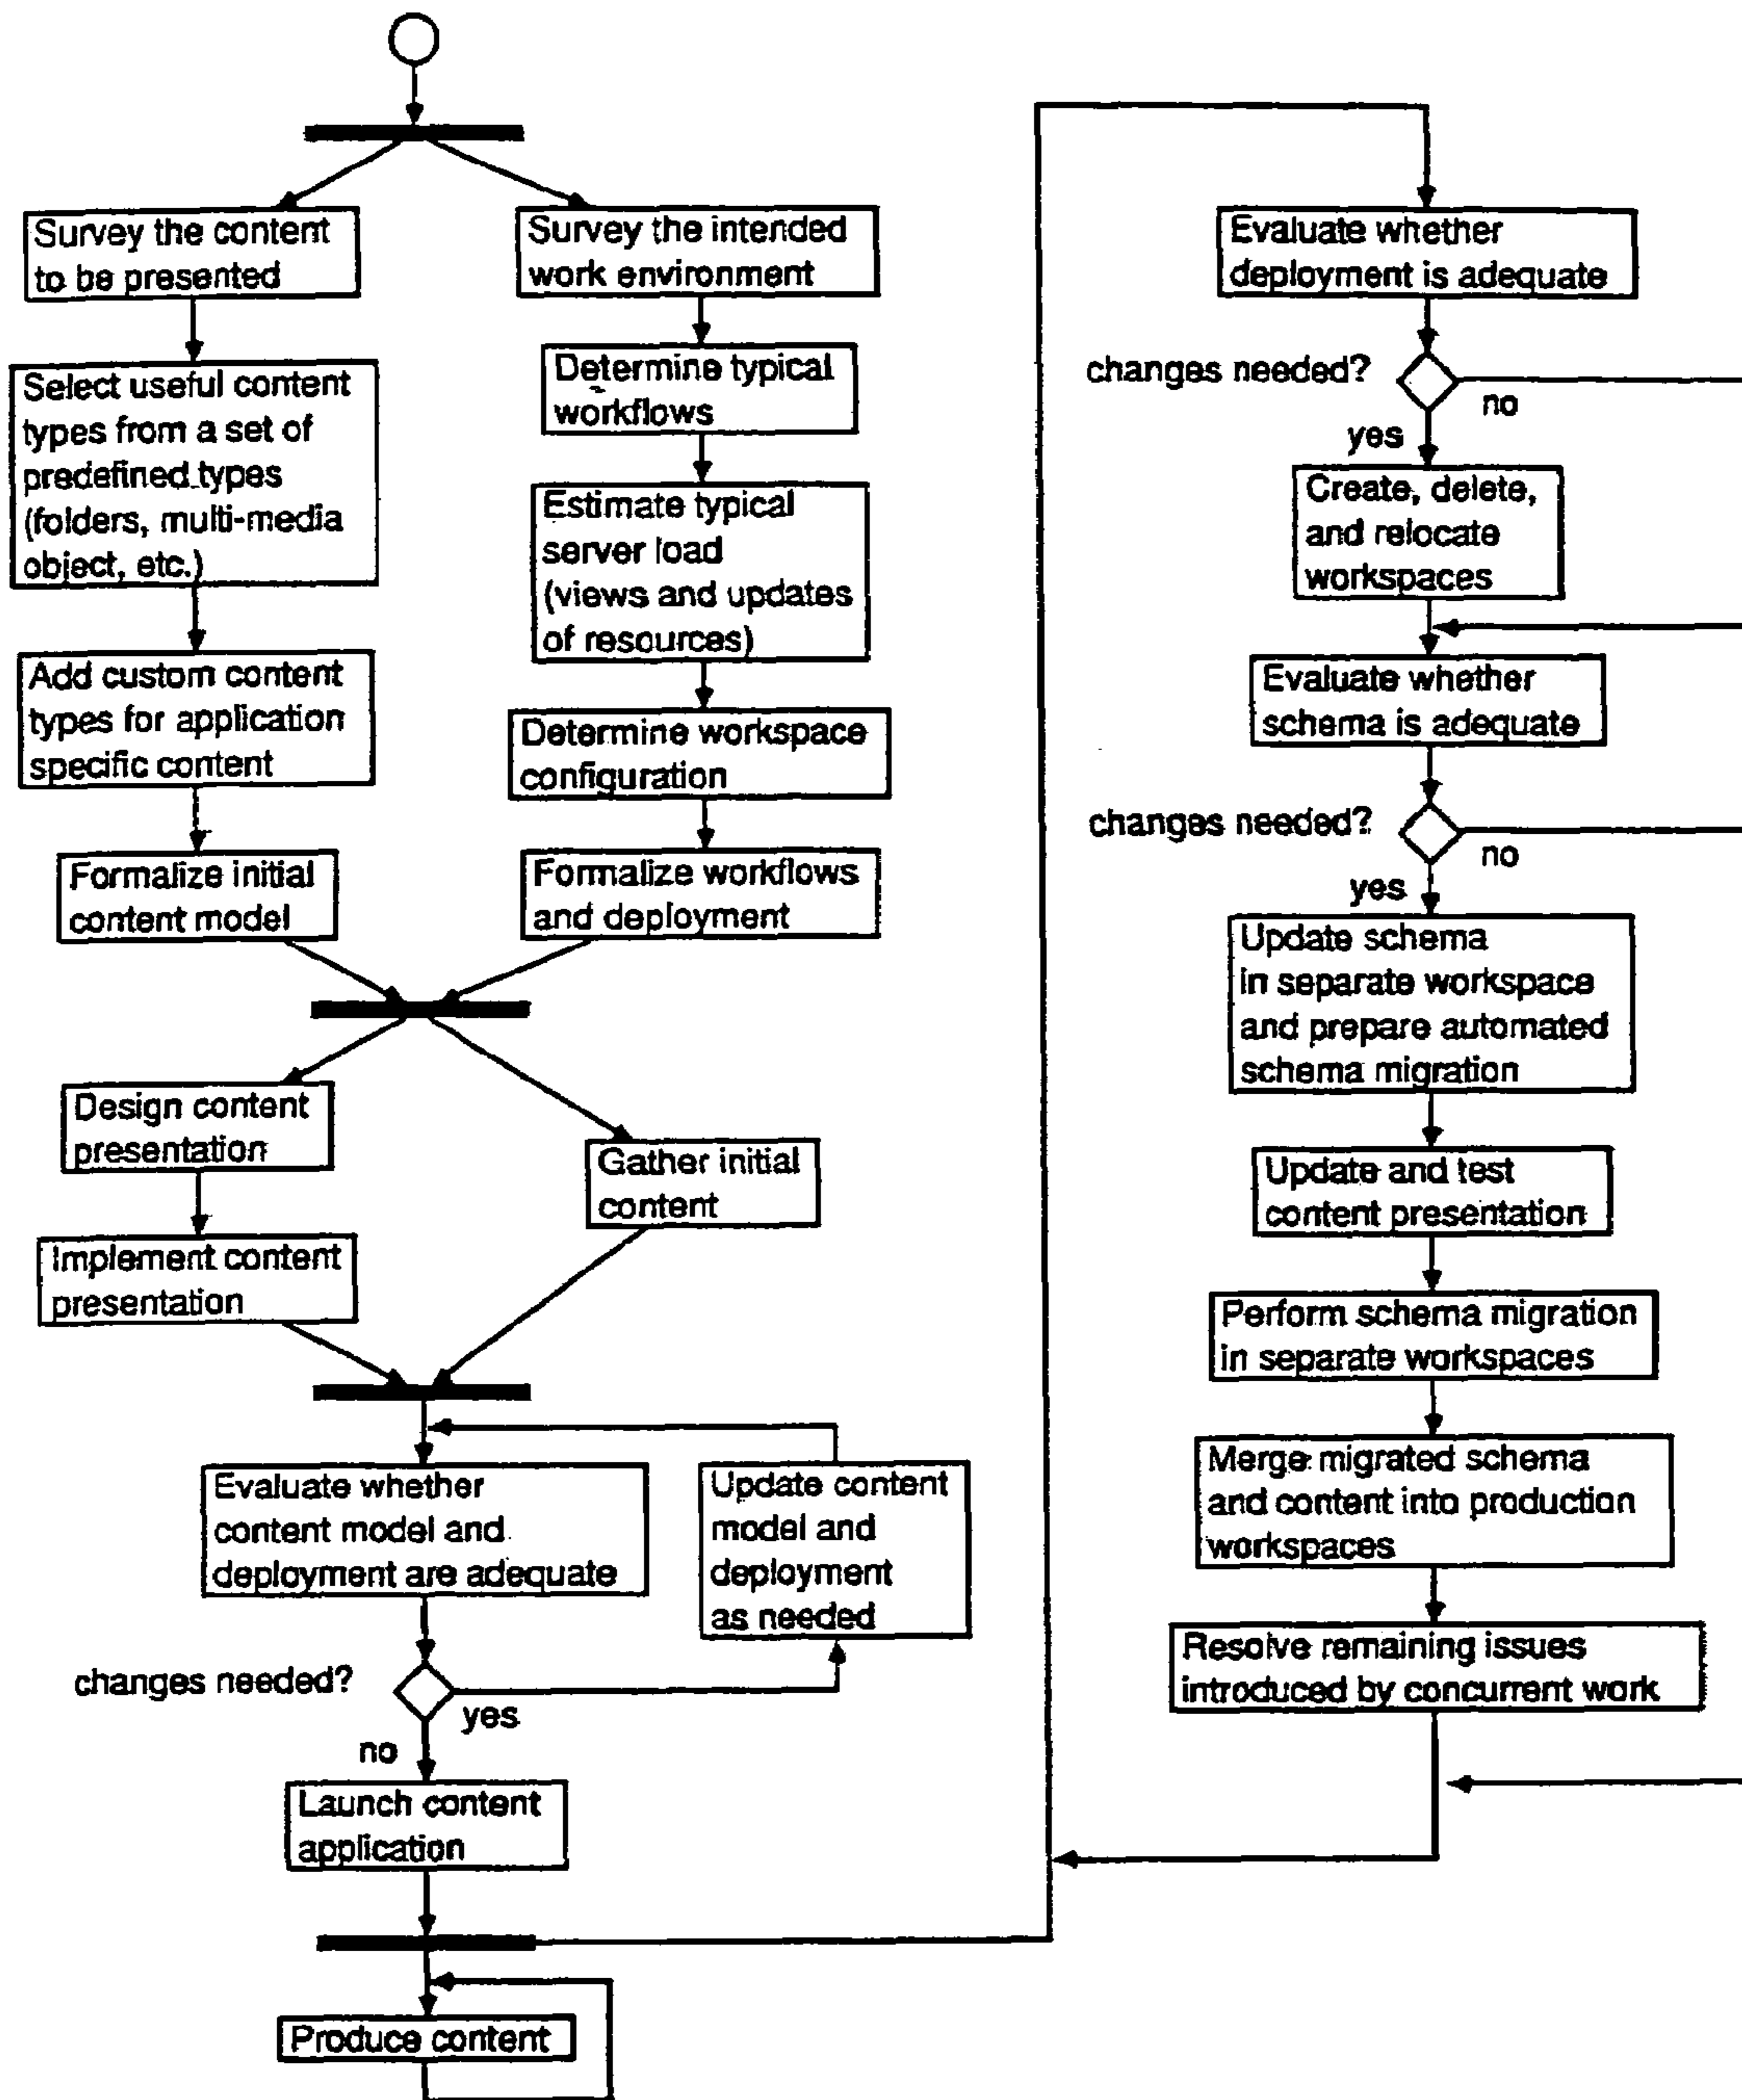 Survey the content
to be presented
Select useful content
types from a set of
predefined types
(folders, multi-media
object, etc.)
Add custom content
types for application
specific content
Formalize initial
content model
Survey the intended
work environment
Determine typical
workflows
Estimate typical
server load
(views and updates
of resources)
Determine workspace
configuration
Formalize workflows
and deployment
Design content
presentation
Implement content
presentation
Gather initial
content
Evaluate whether
content model and
deployment are adequate
Update content
model and
deployment
as needed
changes needed?
yes
no
Launch content
application
Produce content
Evaluate whether
deployment is adequate
changes needed?
no
yes
Create, delete,
and relocate
workspaces
Evaluate whether
schema is adequate
changes needed?
no
yes
Update schema
in separate workspace
and prepare automated
schema migration
Update and test
content presentation
Perform schema migration
in separate workspaces
Merge migrated schema
and content into production
workspaces
Resolve remaining issues
introduced by concurrent work